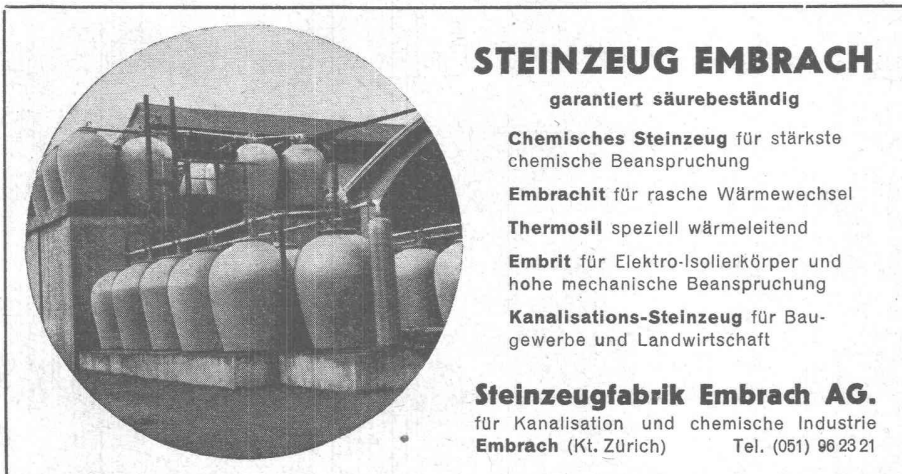 STEINZEUG EMBRACH
garantiert säurebeständig
Chemisches Steinzeug für stärkste
chemische Beanspruchung
Embrachit für rasche Wärmewechsel
Thermosil speziell wärmeleitend
Embrit für Elektro-Isolierkörper und
hohe mechanische Beanspruchung
Kanalisations-Steinzeug für Bau-
gewerbe und Landwirtschaft
Steinzeugfabrik Embrach AG.
für Kanalisation und chemische Industrie
Embrach (Kt. Zürich) Tel. (051) 96 23 21